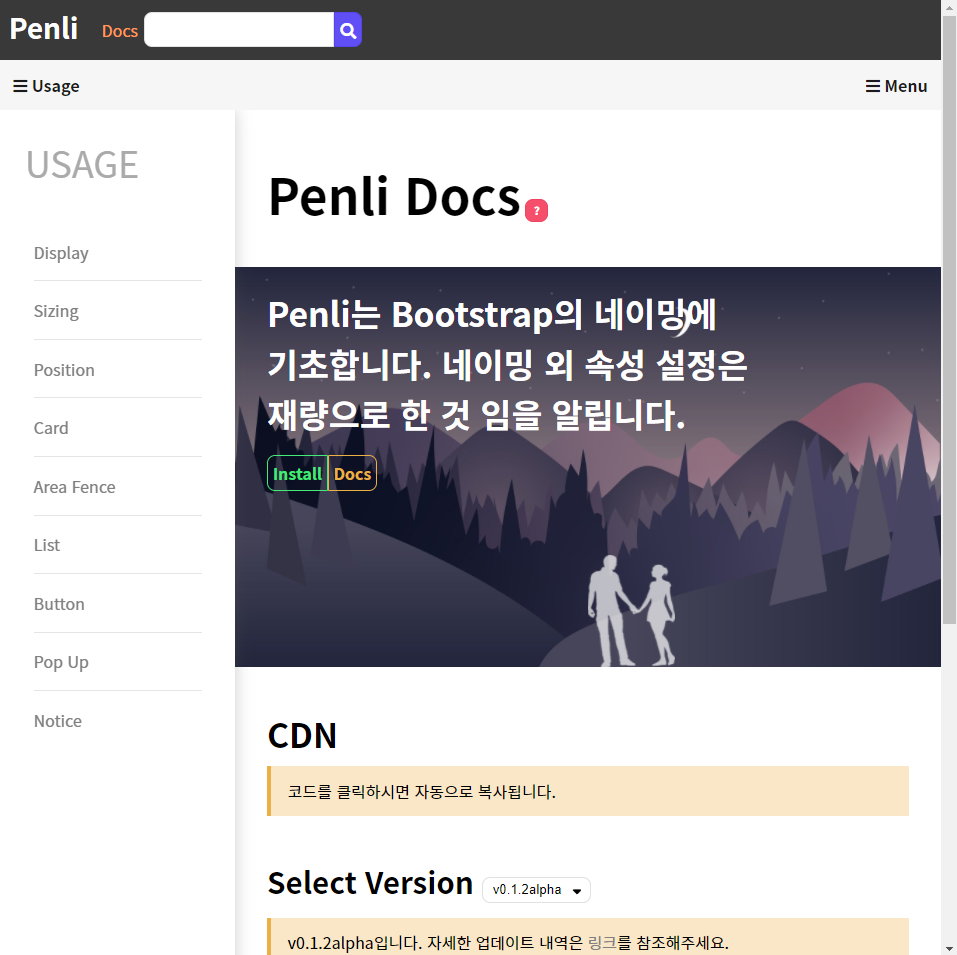 Penli Docs
Usage
Menu
USAGE
Display
Sizing
Position
Card
Area Fence
List
Button
Pop Up
Notice
Penli Docs ?
Penli는 Bootstrap의 네이밍에
기초합니다. 네이밍 외 속성 설정은
재량으로 한 것 임을 알립니다.
Install Docs
CDN
코드를 클릭하시면 자동으로 복사됩니다.
Select Version v0.1.2alpha
v0.1.2alpha입니다. 자세한 업데이트 내역은 링크를 참조해주세요.